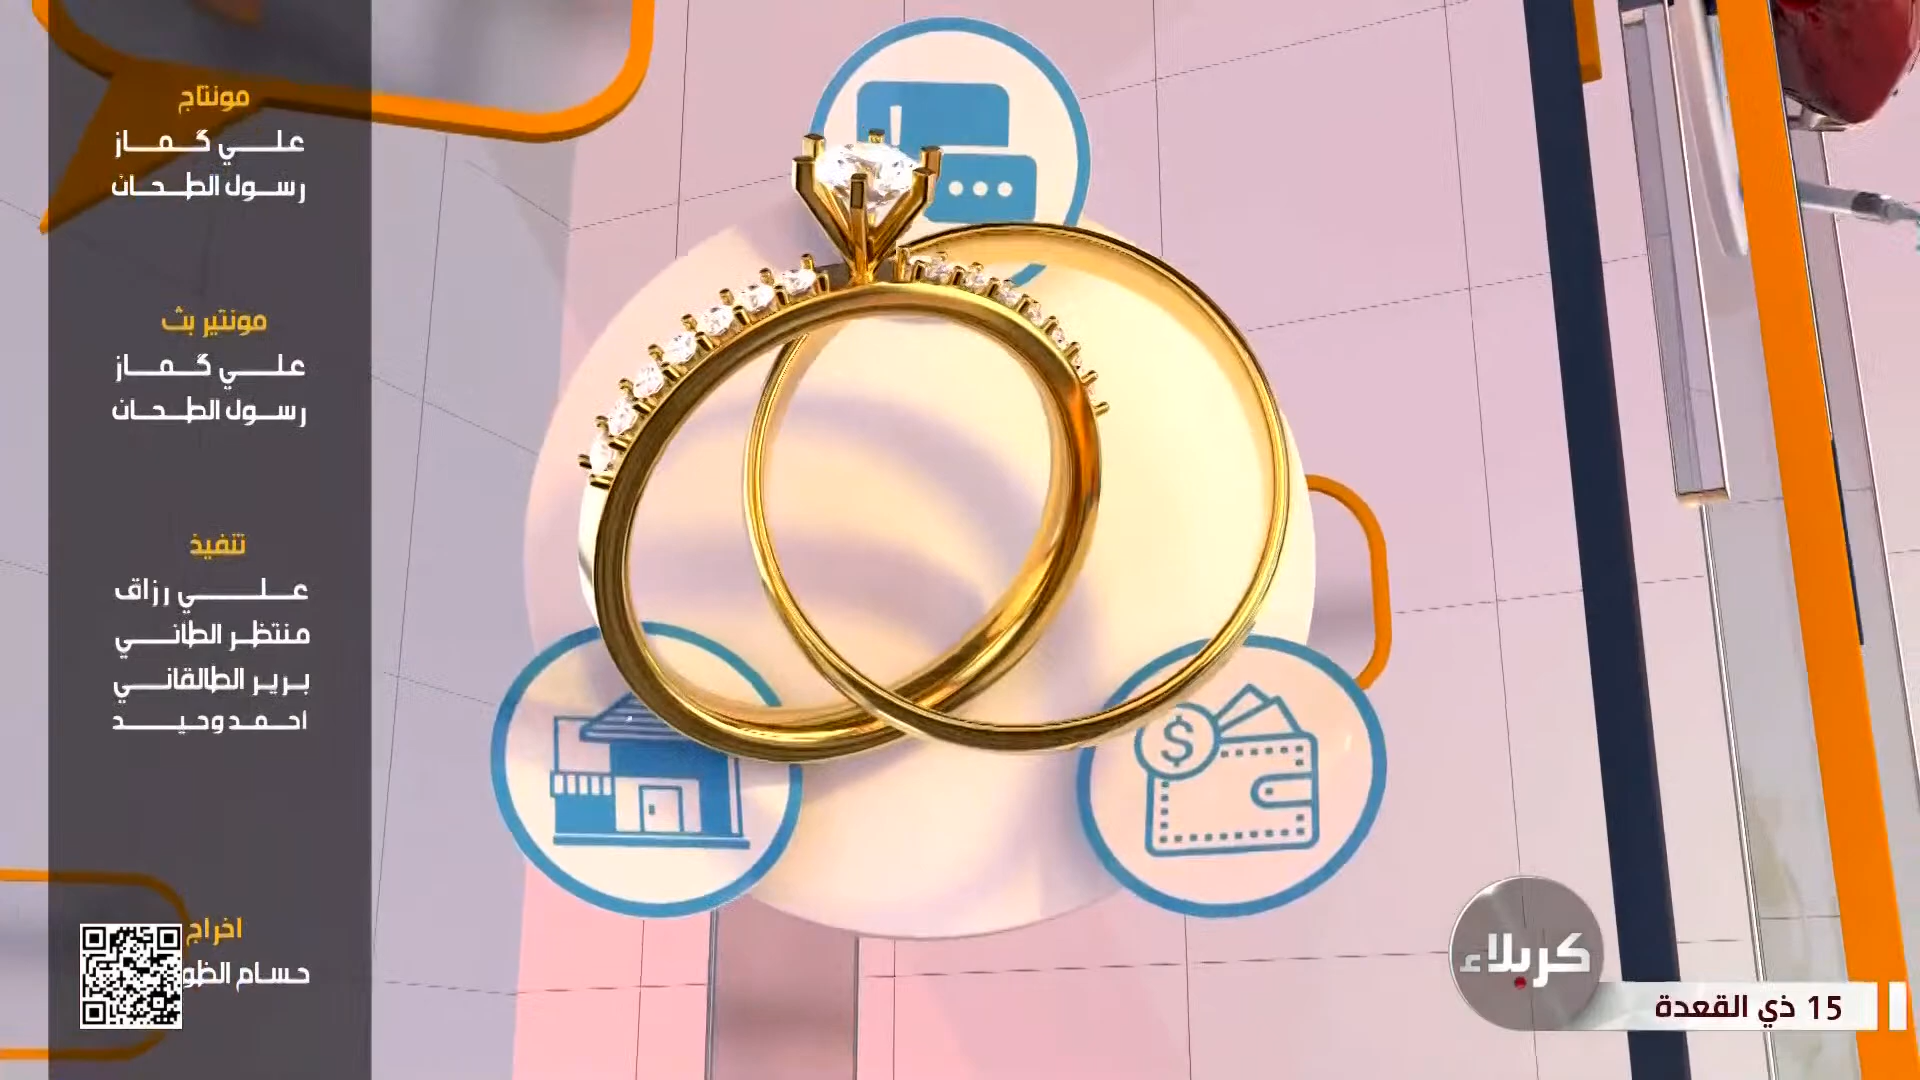 مونتاج
علي گماز
رسول الطحان
مونتير بث
علي گماز
رسول الطحان
تنفيذ
علي رزاق
منتظر الطائي
برير الطالقاني
احمد وحيد
اخراج
حسام
كربلاء
15 ذي القعدة